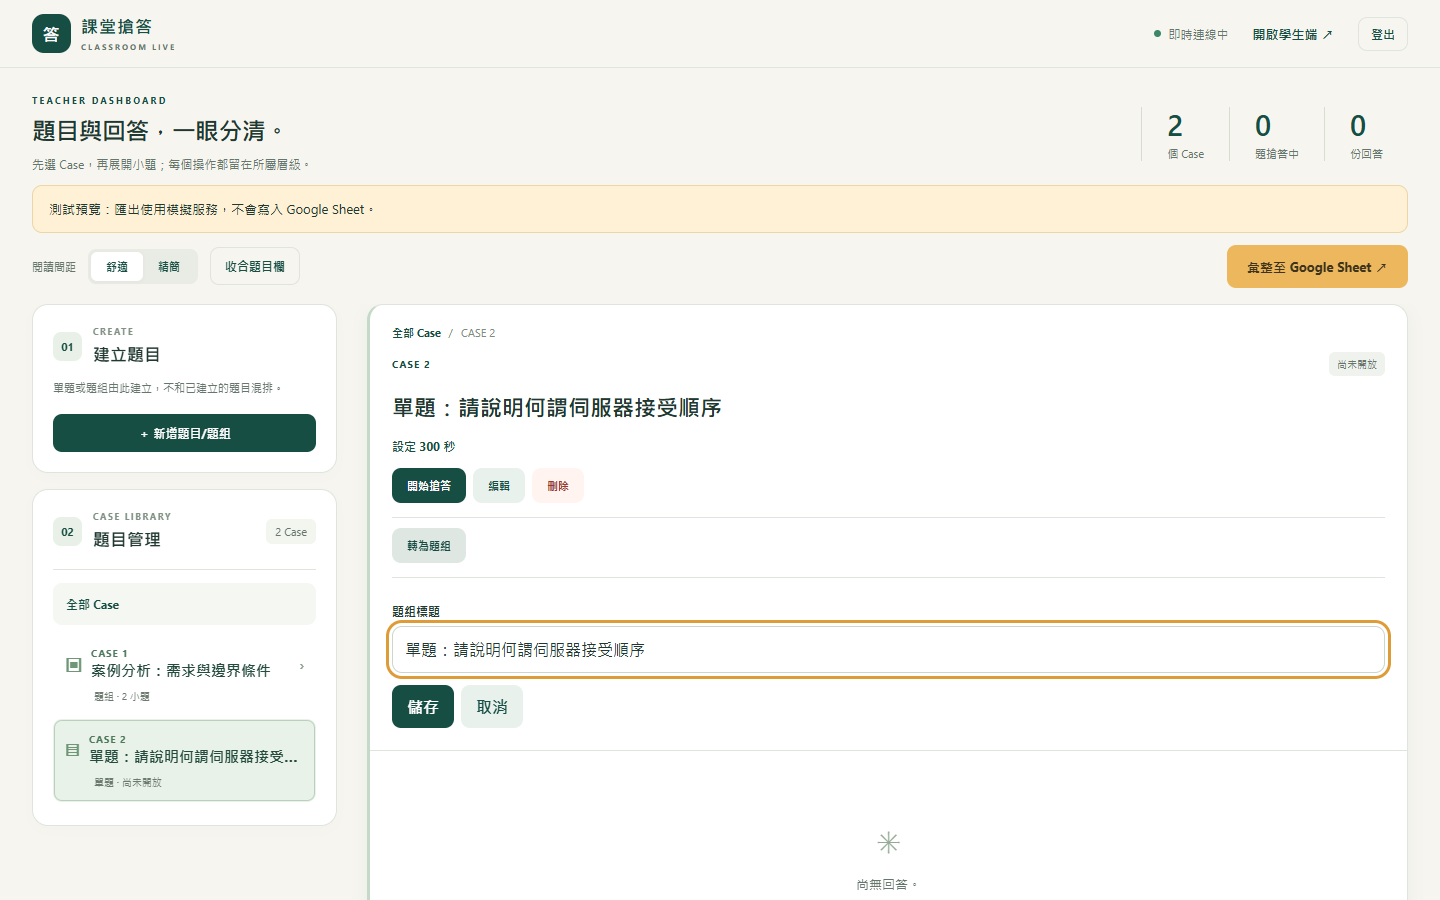 答
課堂搶答
CLASSROOM LIVE
即時連線中
開啟學生端 ↗
登出
TEACHER DASHBOARD
題目與回答，一眼分清。
先選 Case，再展開小題；每個操作都留在所屬層級。
2
個 Case
0
題搶答中
0
份回答
測試預覽：匯出使用模擬服務，不會寫入 Google Sheet。
閱讀間距
舒適
精簡
收合題目欄
彙整至 Google Sheet ↗
01
CREATE
建立題目
單題或題組由此建立，不和已建立的題目混排。
+ 新增題目/題組
02
CASE LIBRARY
題目管理
2 Case
全部 Case
CASE 1
案例分析：需求與邊界條件
›
題組 · 2 小題
CASE 2
單題：請說明何謂伺服器接受...
單題 · 尚未開放
全部 Case / CASE 2
CASE 2
尚未開放
單題：請說明何謂伺服器接受順序
設定 300 秒
開始搶答
編輯
刪除
轉為題組
題組標題
單題：請說明何謂伺服器接受順序
儲存
取消
尚無回答。